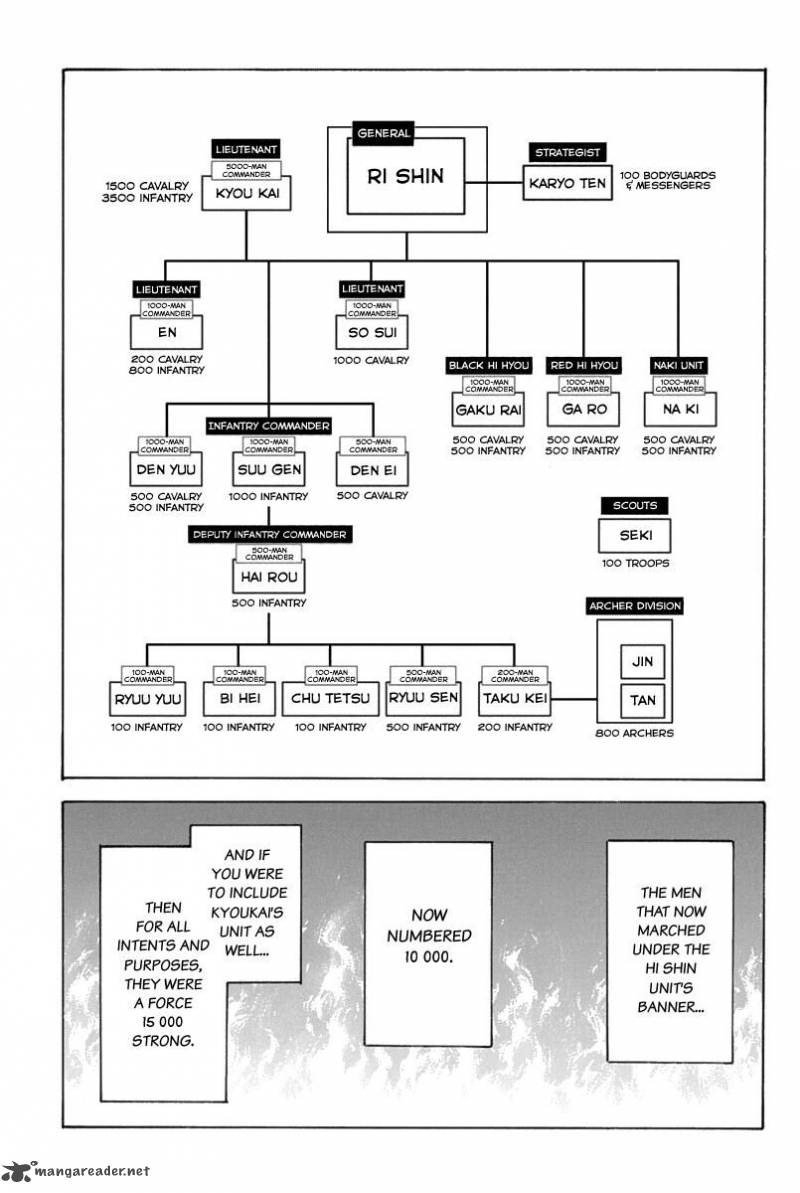 GENERAL
RI SHIN
LIEUTENANT
5000-MAN
COMMANDER
KYOU KAI
1500 CAVALRY
3500 INFANTRY
STRATEGIST
KARYO TEN
100 BODYGUARDS
& MESSENGERS
LIEUTENANT
1000-MAN
COMMANDER
EN
200 CAVALRY
800 INFANTRY
LIEUTENANT
1000-MAN
COMMANDER
SO SUI
1000 CAVALRY
BLACK HI HYOU
1000-MAN
COMMANDER
GAKU RAI
500 CAVALRY
500 INFANTRY
RED HI HYOU
1000-MAN
COMMANDER
GA RO
500 CAVALRY
500 INFANTRY
NAKI UNIT
1000-MAN
COMMANDER
NA KI
500 CAVALRY
500 INFANTRY
1000-MAN
COMMANDER
DEN YUU
500 CAVALRY
500 INFANTRY
INFANTRY COMMANDER
1000-MAN
COMMANDER
SUU GEN
1000 INFANTRY
500-MAN
COMMANDER
DEN EI
500 CAVALRY
DEPUTY INFANTRY COMMANDER
500-MAN
COMMANDER
HAI ROU
500 INFANTRY
SCOUTS
SEKI
100 TROOPS
100-MAN
COMMANDER
RYUU YUU
100 INFANTRY
100-MAN
COMMANDER
BI HEI
100 INFANTRY
100-MAN
COMMANDER
CHU TETSU
100 INFANTRY
500-MAN
COMMANDER
RYUU SEN
500 INFANTRY
200-MAN
COMMANDER
TAKU KEI
200 INFANTRY
ARCHER DIVISION
JIN
TAN
800 ARCHERS
THE MEN
THAT NOW
MARCHED
UNDER THE
HI SHIN
UNIT'S
BANNER...
NOW
NUMBERED
10 000.
AND IF
YOU WERE
TO INCLUDE
KYOUKAI'S
UNIT AS
WELL...
THEN
FOR ALL
INTENTS AND
PURPOSES,
THEY WERE
A FORCE
15 000
STRONG.
mangareader.net